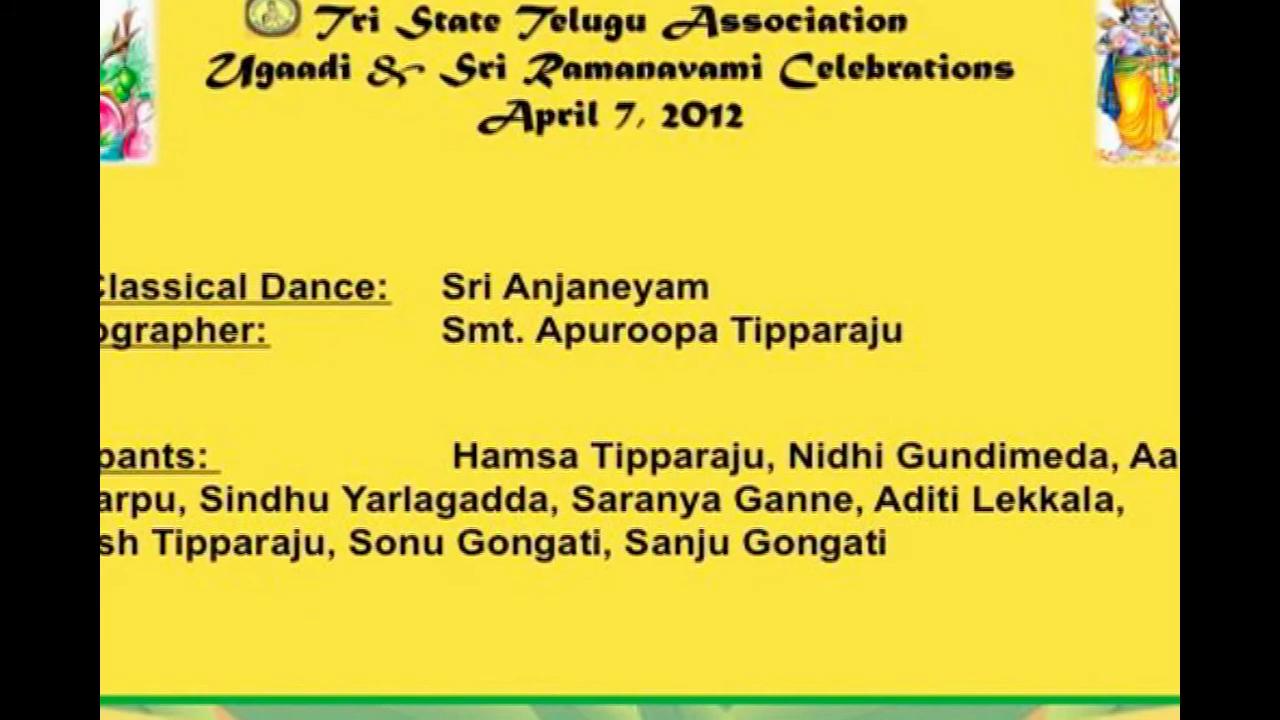 Tri State Telugu Association
Ugaadi & Sri Ramanavami Celebrations
April 7, 2012
Classical Dance: Sri Anjaneyam
ographer: Smt. Apuroopa Tipparaju
pants: Hamsa Tipparaju, Nidhi Gundimeda, Aa
arpu, Sindhu Yarlagadda, Saranya Ganne, Aditi Lekkala,
sh Tipparaju, Sonu Gongati, Sanju Gongati